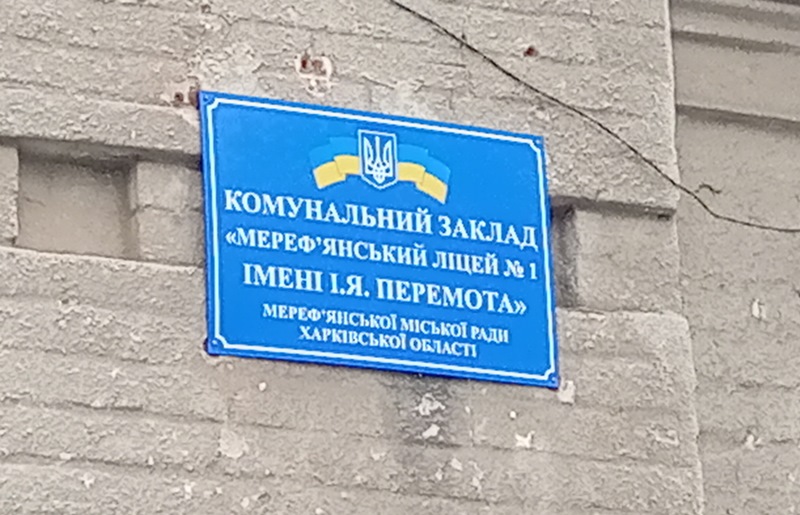 КОМУНАЛЬНИЙ ЗАКЛАД
«МЕРЕФ'ЯНСЬКИЙ ЛІЦЕЙ № 1
ІМЕНІ І.Я. ПЕРЕМОТА»
МЕРЕФ'ЯНСЬКОЇ МІСЬКОЇ РАДИ
ХАРКІВСЬКОЇ ОБЛАСТІ